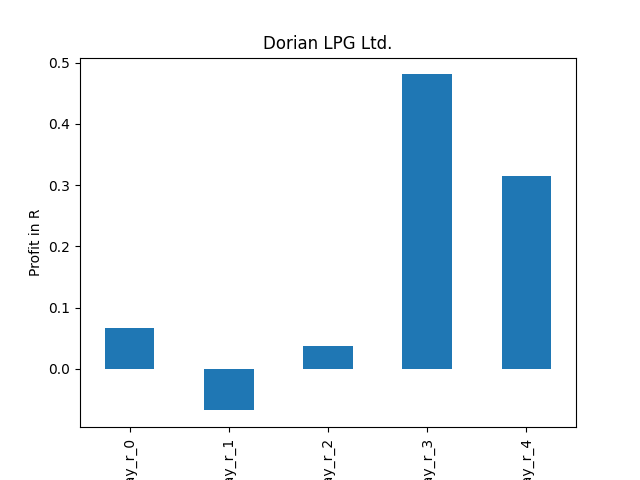 Dorian LPG Ltd.
Profit in R
0.5
0.4
0.3
0.2
0.1
0.0
ay_r_0
ay_r_1
ay_r_2
ay_r_3
ay_r_4